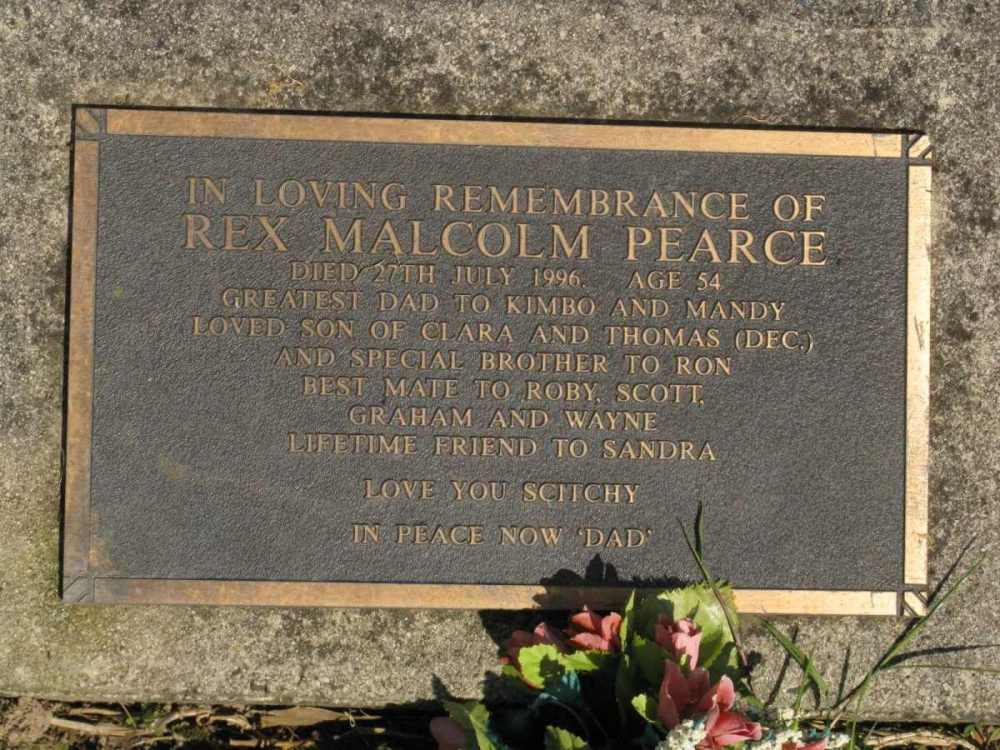 IN LOVING REMEMBRANCE OF
REX MALCOLM PEARCE
DIED 27TH JULY 1996. AGE 54
GREATEST DAD TO KIMBO AND MANDY
LOVED SON OF CLARA AND THOMAS (DEC.)
AND SPECIAL BROTHER TO RON
BEST MATE TO ROBY, SCOTT,
GRAHAM AND WAYNE
LIFETIME FRIEND TO SANDRA
LOVE YOU SCITCHY
IN PEACE NOW 'DAD'